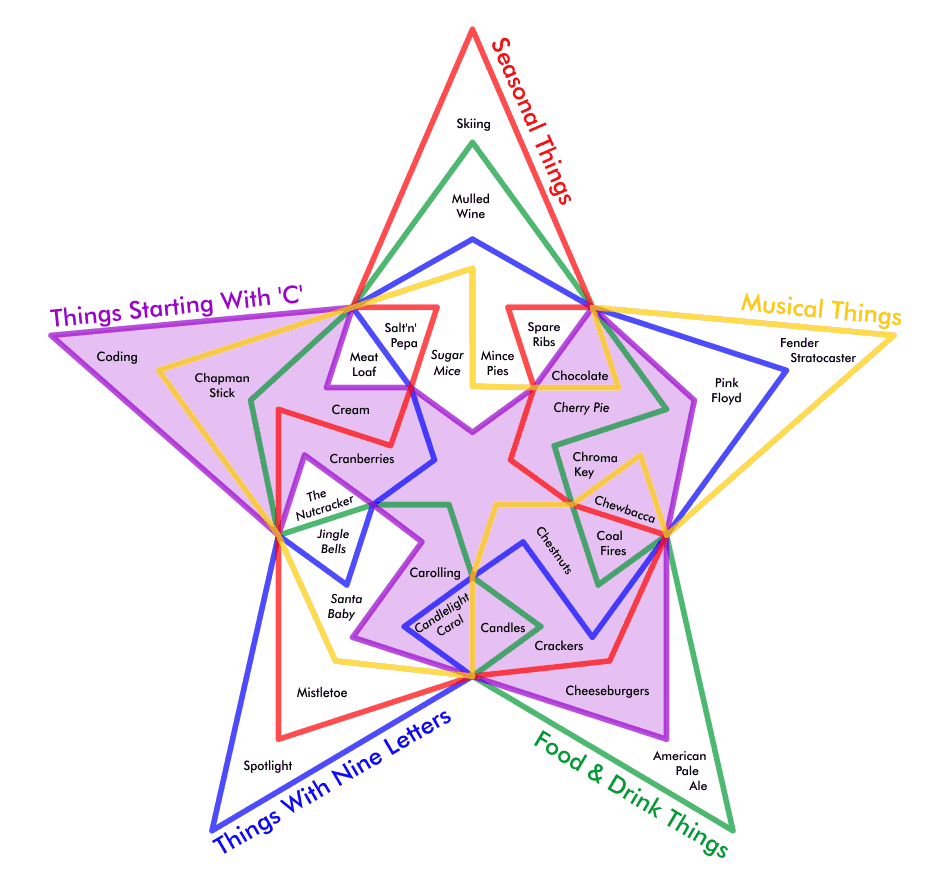 Seasonal Things
Skiing
Mulled
Wine
Things Starting With 'C'
Musical Things
Salt'n'
Pepa
Sugar
Mice
Mince
Pies
Spare
Ribs
Fender
Stratocaster
Coding
Meat
Loaf
Chapman
Stick
Chocolate
Pink
Floyd
Cream
Cherry Pie
Cranberries
Chroma
Key
The
Nutcracker
Chewbacca
Jingle
Bells
Coal
Fires
Chestnuts
Carolling
Santa
Baby
Candlelight
Carol
Candles
Crackers
Mistletoe
Cheeseburgers
Spotlight
American
Pale
Ale
Things With Nine Letters
Food & Drink Things